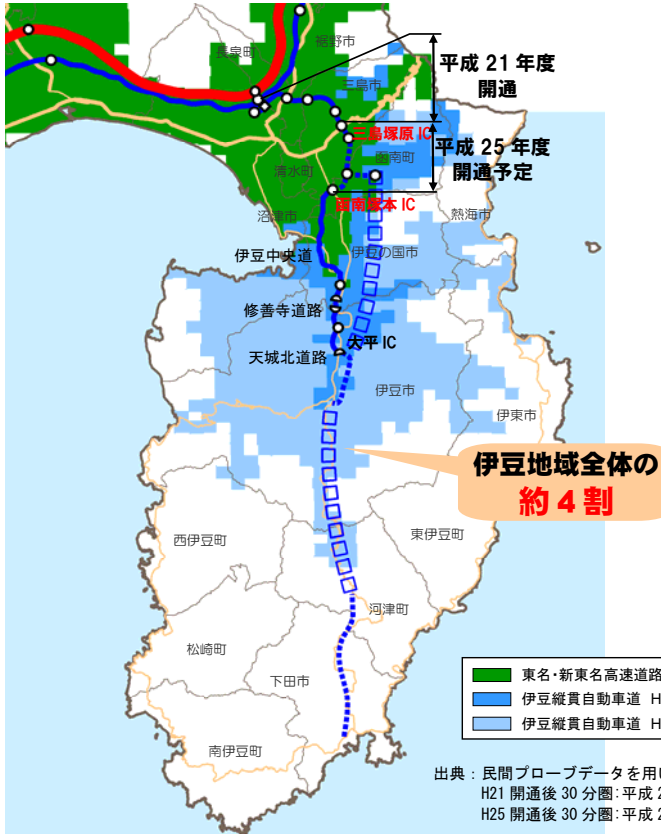 裾野市
長泉町
平成 21 年度
開通
三島市
三島塚原 IC
平成 25 年度
開通予定
函南町
清水町
函南塚本 IC
沼津市
熱海市
伊豆中央道
伊豆の国市
修善寺道路
大平 IC
天城北道路
伊豆市
伊東市
伊豆地域全体の
約 4 割
西伊豆町
東伊豆町
河津町
松崎町
下田市
南伊豆町
東名・新東名高速道路
伊豆縦貫自動車道 H
伊豆縦貫自動車道 H
出典：民間プローブデータを用い
H21 開通後 30 分圏：平成 2
H25 開通後 30 分圏：平成 2